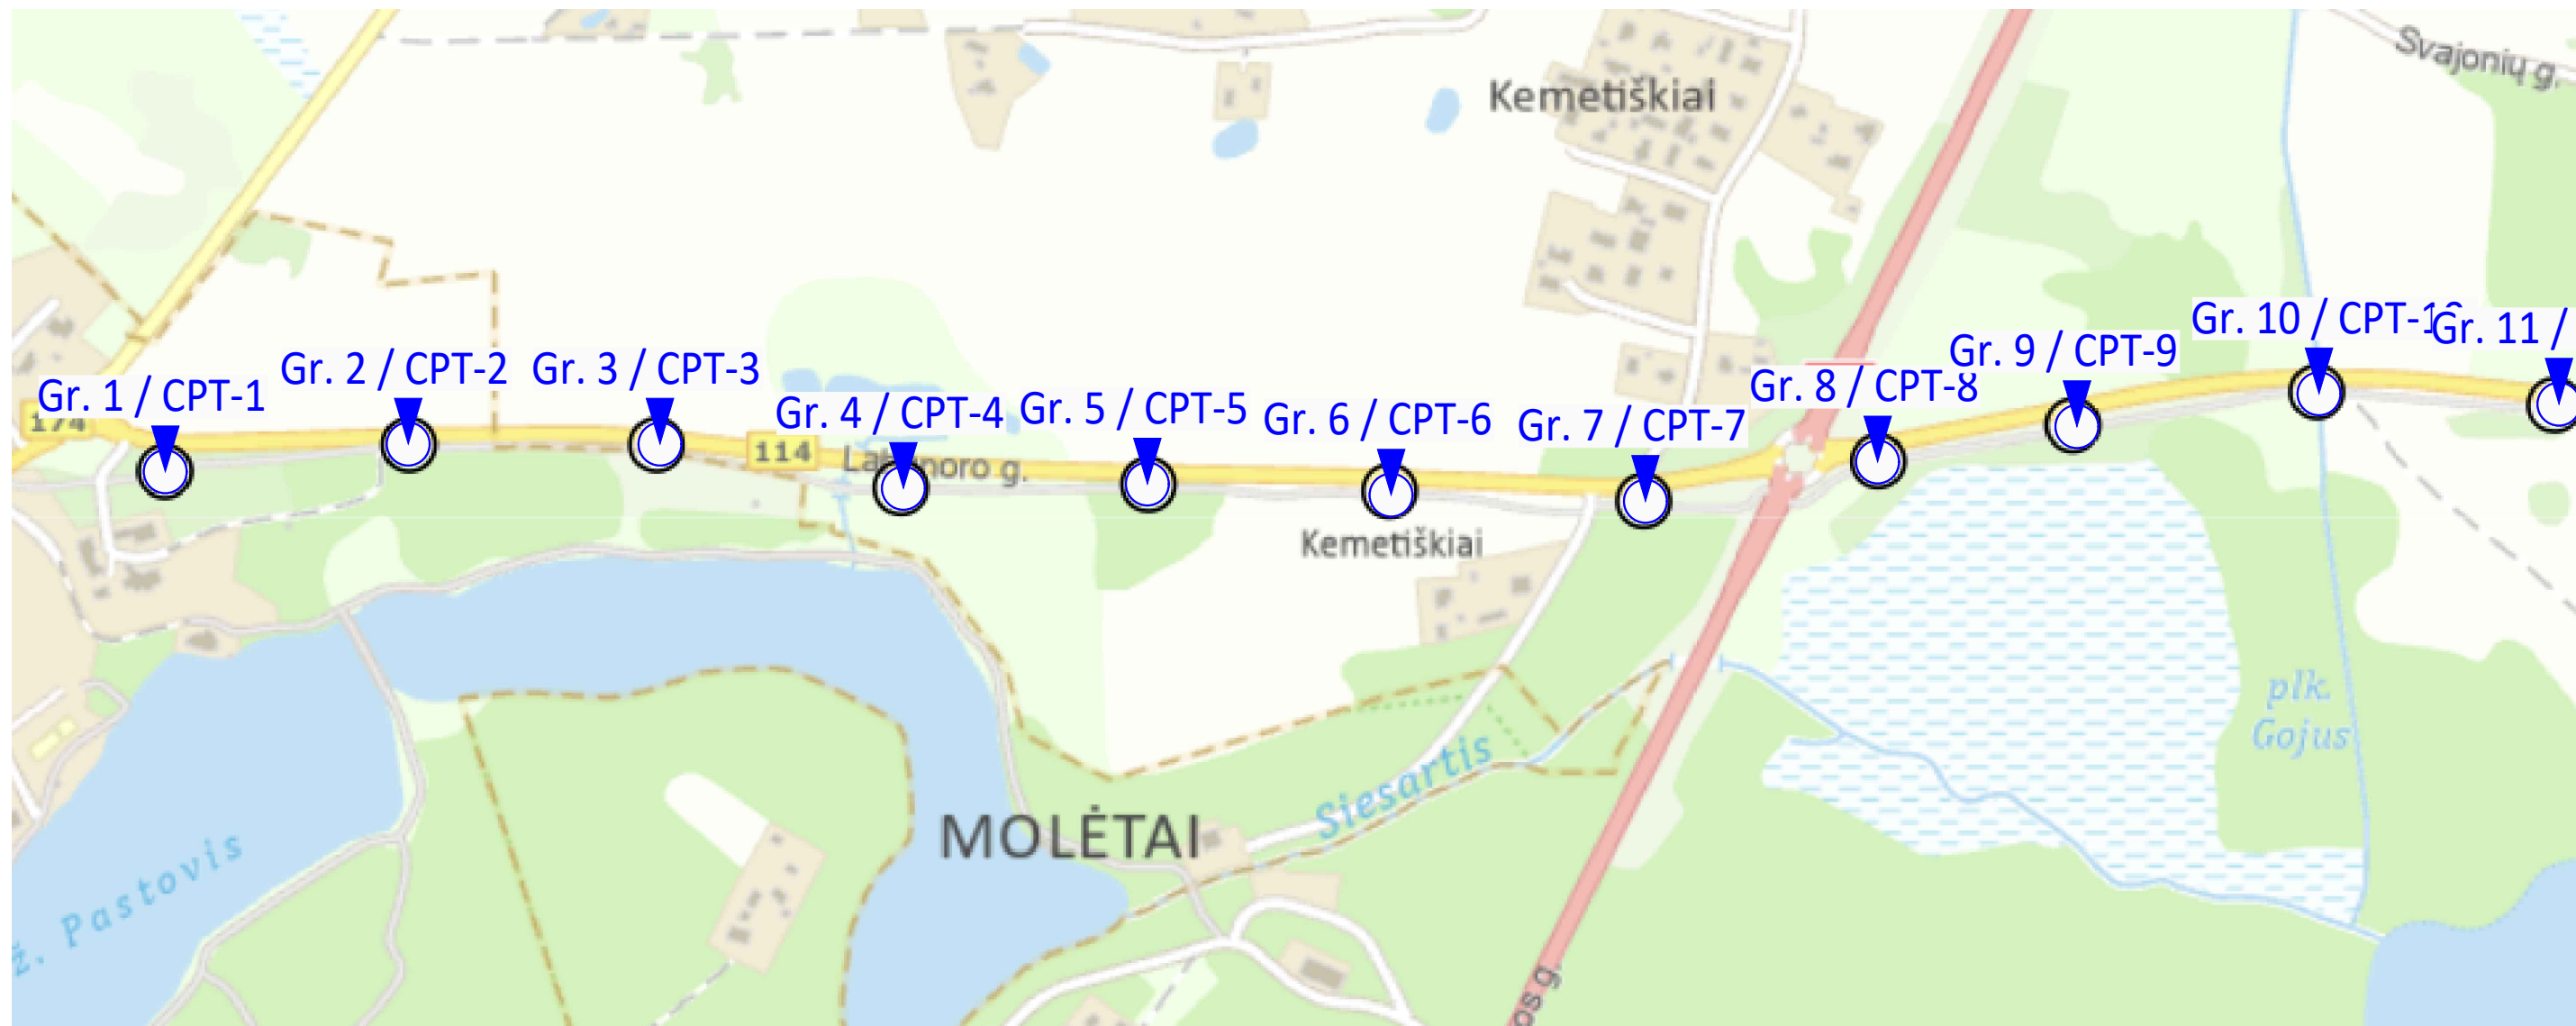 Svajonių g.
Kemetiškiai
Gr. 10 / CPT-10
Gr. 11 /
Gr. 9 / CPT-9
Gr. 2 / CPT-2
Gr. 3 / CPT-3
Gr. 8 / CPT-8
Gr. 1 / CPT-1
Gr. 4 / CPT-4
Gr. 5 / CPT-5
Gr. 6 / CPT-6
Gr. 7 / CPT-7
174
114
g.
Kemetiškiai
plk.
Gojus
Siesartis
MOLĖTAI
ž. Pastovis
os g.